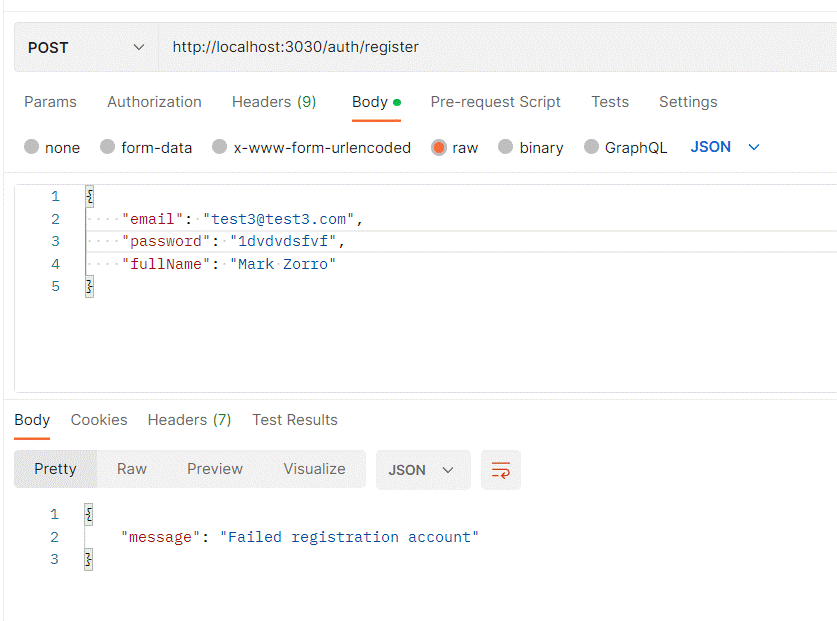 POST http://localhost:3030/auth/register
Params Authorization Headers (9) Body Pre-request Script Tests Settings
none form-data x-www-form-urlencoded raw binary GraphQL JSON
1 {
2 "email": "test3@test3.com",
3 "password": "1dvdvdsfvf",
4 "fullName": "Mark Zorro"
5 }
Body Cookies Headers (7) Test Results
Pretty Raw Preview Visualize JSON
1 {
2 "message": "Failed registration account"
3 }